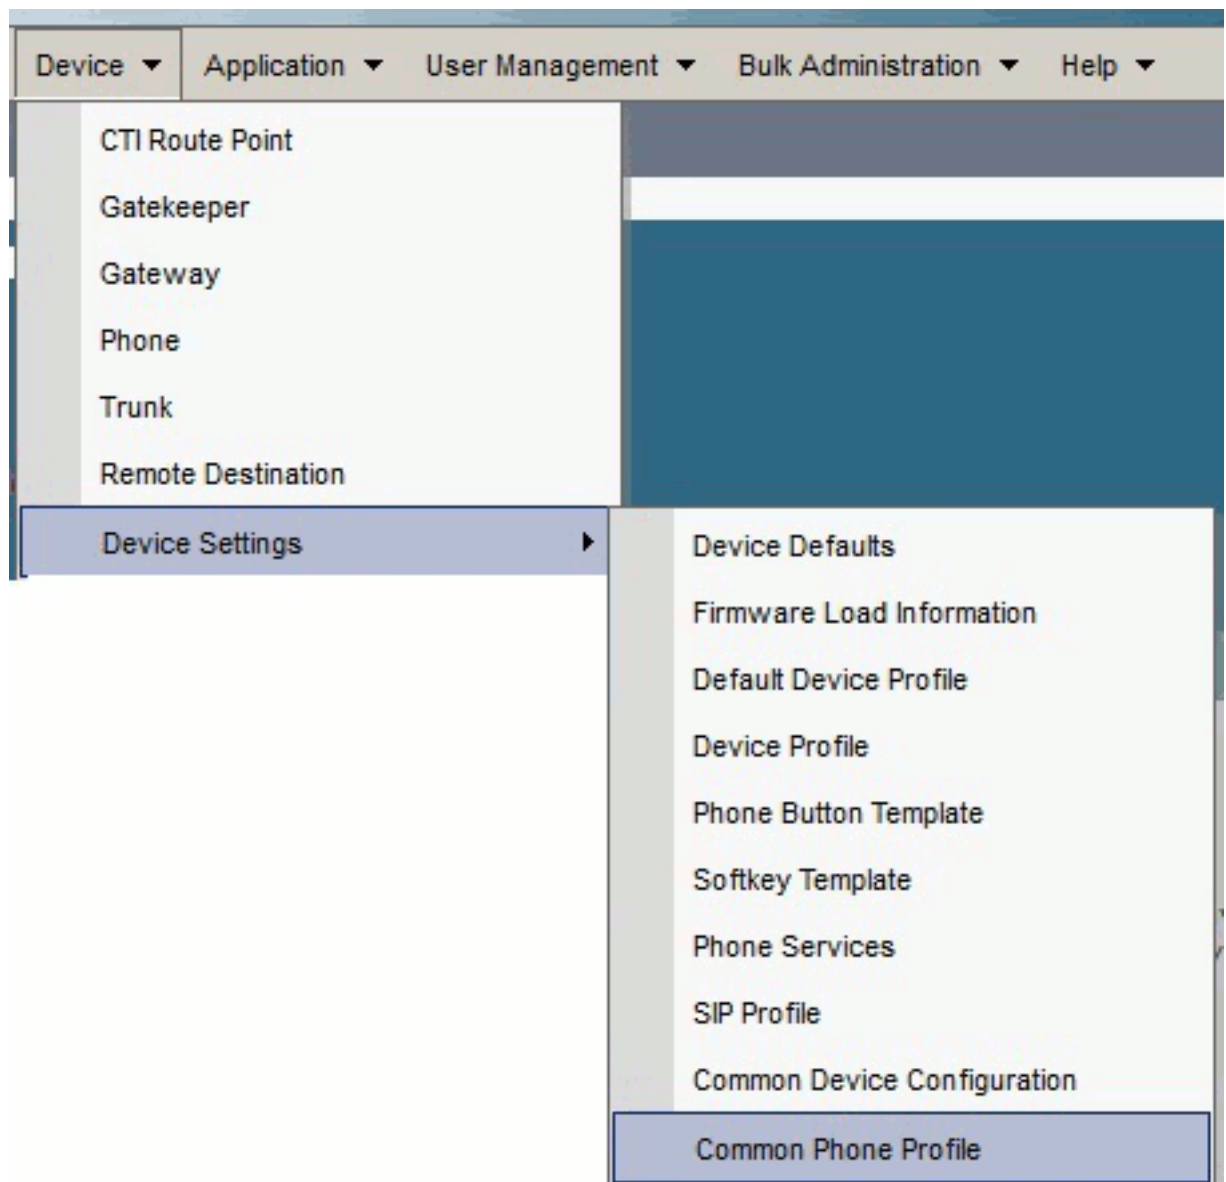 Device Application User Management Bulk Administration Help
CTI Route Point
Gatekeeper
Gateway
Phone
Trunk
Remote Destination
Device Settings
Device Defaults
Firmware Load Information
Default Device Profile
Device Profile
Phone Button Template
Softkey Template
Phone Services
SIP Profile
Common Device Configuration
Common Phone Profile